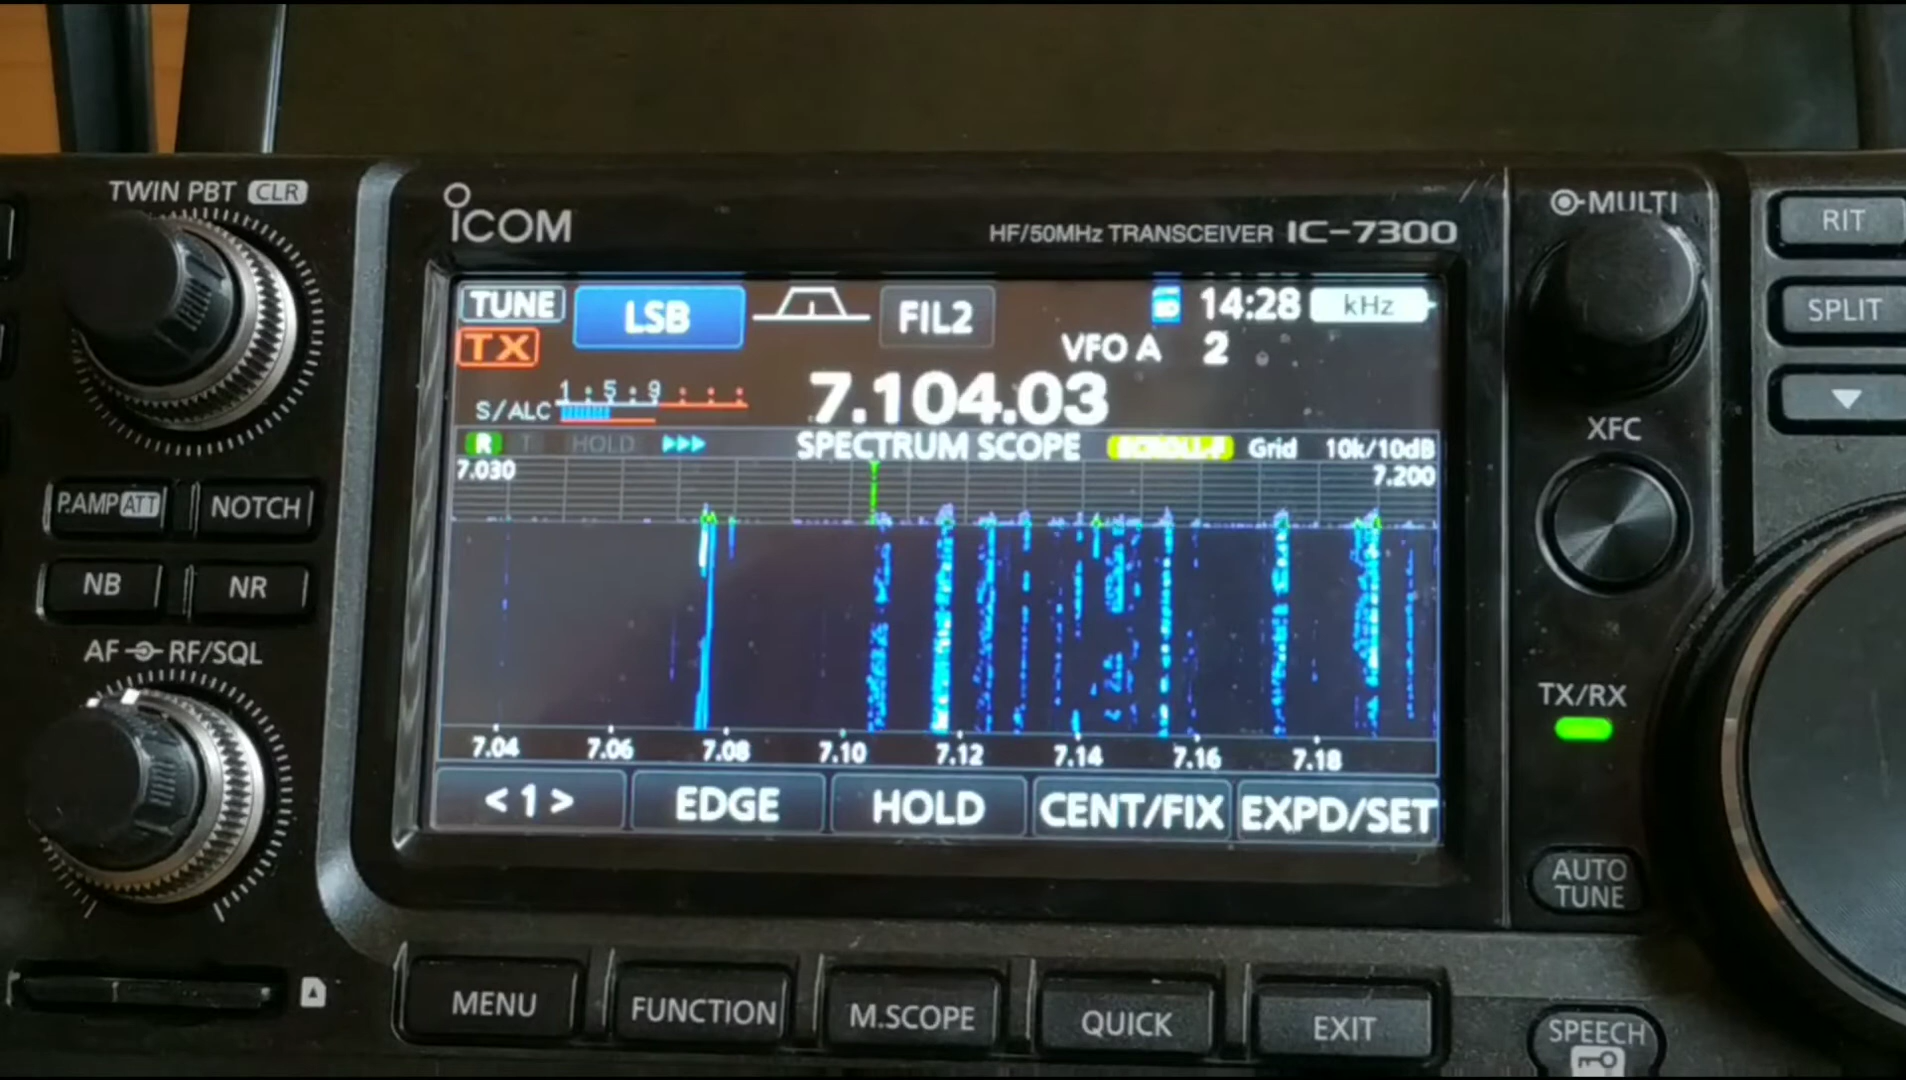 TWIN PBT CLR
ICOM
HF/50MHz TRANSCEIVER IC-7300
MULTI
RIT
SPLIT
XFC
TUNE LSB FIL2 14:28 kHz
TX VFO A 2
1 : 5 : 9
S/ALC 7.104.03
R T HOLD SPECTRUM SCOPE SCROLL-F Grid 10k/10dB
7.030 7.200
P.AMP ATT NOTCH
NB NR
AF RF/SQL
7.04 7.06 7.08 7.10 7.12 7.14 7.16 7.18
< 1 > EDGE HOLD CENT/FIX EXPD/SET
TX/RX
AUTO
TUNE
MENU FUNCTION M.SCOPE QUICK EXIT
SPEECH